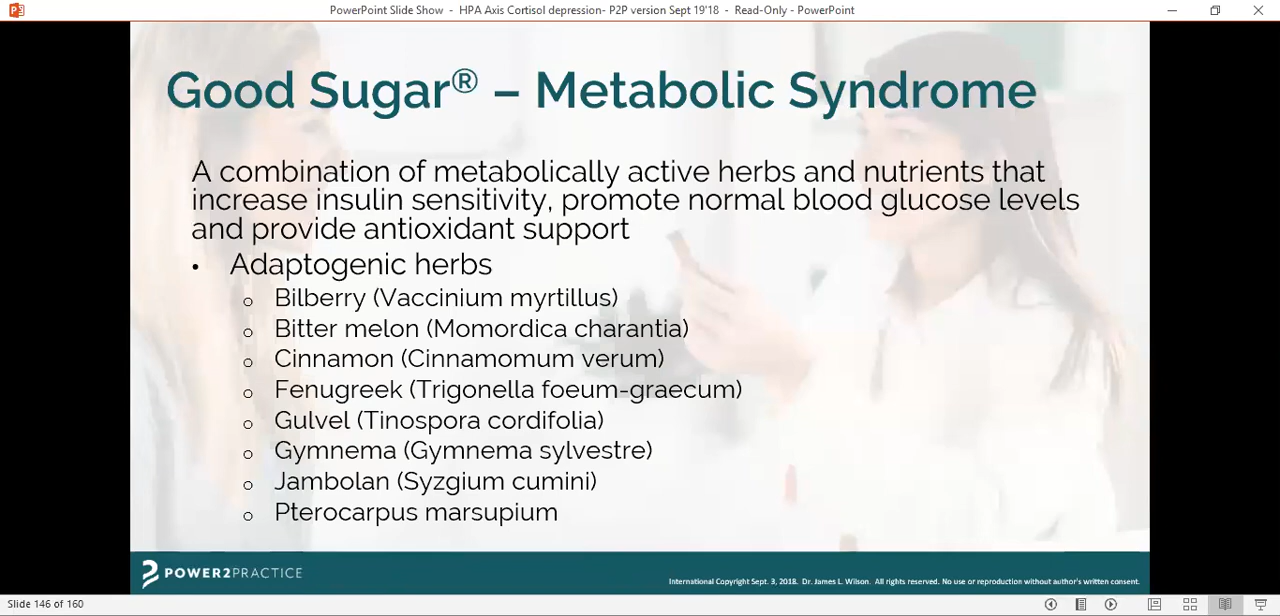 PowerPoint Slide Show - HPA Axis Cortisol depression- P2P version Sept 19'18 - Read-Only - PowerPoint
Good Sugar® – Metabolic Syndrome
A combination of metabolically active herbs and nutrients that
increase insulin sensitivity, promote normal blood glucose levels
and provide antioxidant support
• Adaptogenic herbs
o Bilberry (Vaccinium myrtillus)
o Bitter melon (Momordica charantia)
o Cinnamon (Cinnamomum verum)
o Fenugreek (Trigonella foeum-graecum)
o Gulvel (Tinospora cordifolia)
o Gymnema (Gymnema sylvestre)
o Jambolan (Syzgium cumini)
o Pterocarpus marsupium
POWER2PRACTICE
International Copyright Sept. 3, 2018. Dr. James L. Wilson. All rights reserved. No use or reproduction without author's written consent.
Slide 146 of 160